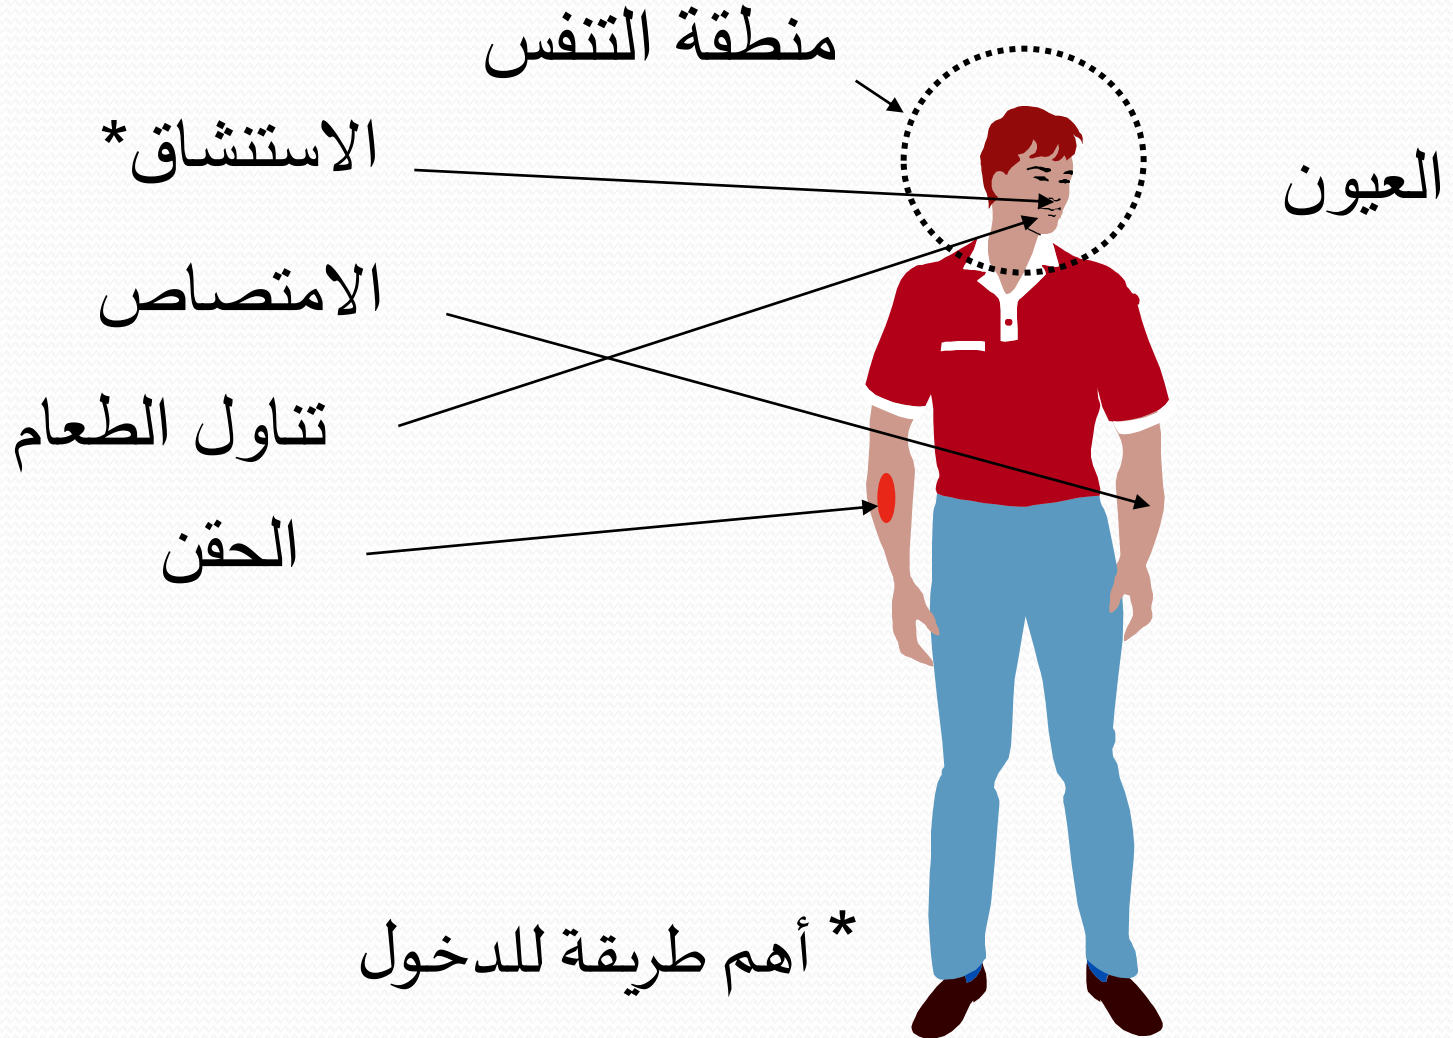 منطقة التنفس
الاستنشاق*
العيون
الامتصاص
تناول الطعام
الحقن
* أهم طريقة للدخول